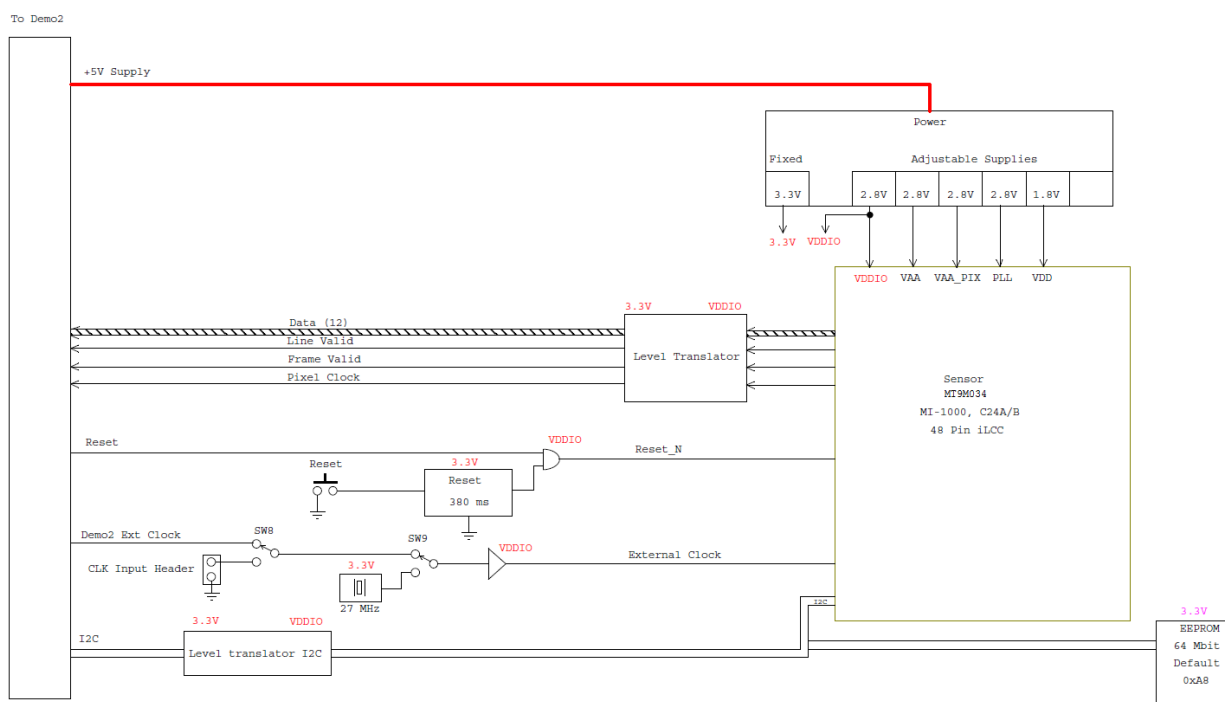 To Demo2
+5V Supply
Power
Fixed
Adjustable Supplies
3.3V
2.8V
2.8V
2.8V
2.8V
1.8V
3.3V
VDDIO
VDDIO
VAA
VAA_PIX
PLL
VDD
3.3V
VDDIO
Data (12)
Line Valid
Frame Valid
Pixel Clock
Level Translator
Sensor
MT9M034
MI-1000, C24A/B
48 Pin iLCC
Reset
VDDIO
Reset_N
Reset
3.3V
Reset
380 ms
Demo2 Ext Clock
SW8
SW9
VDDIO
External Clock
CLK Input Header
3.3V
27 MHz
I2C
I2C
3.3V
VDDIO
Level translator I2C
3.3V
EEPROM
64 Mbit
Default
0xA8